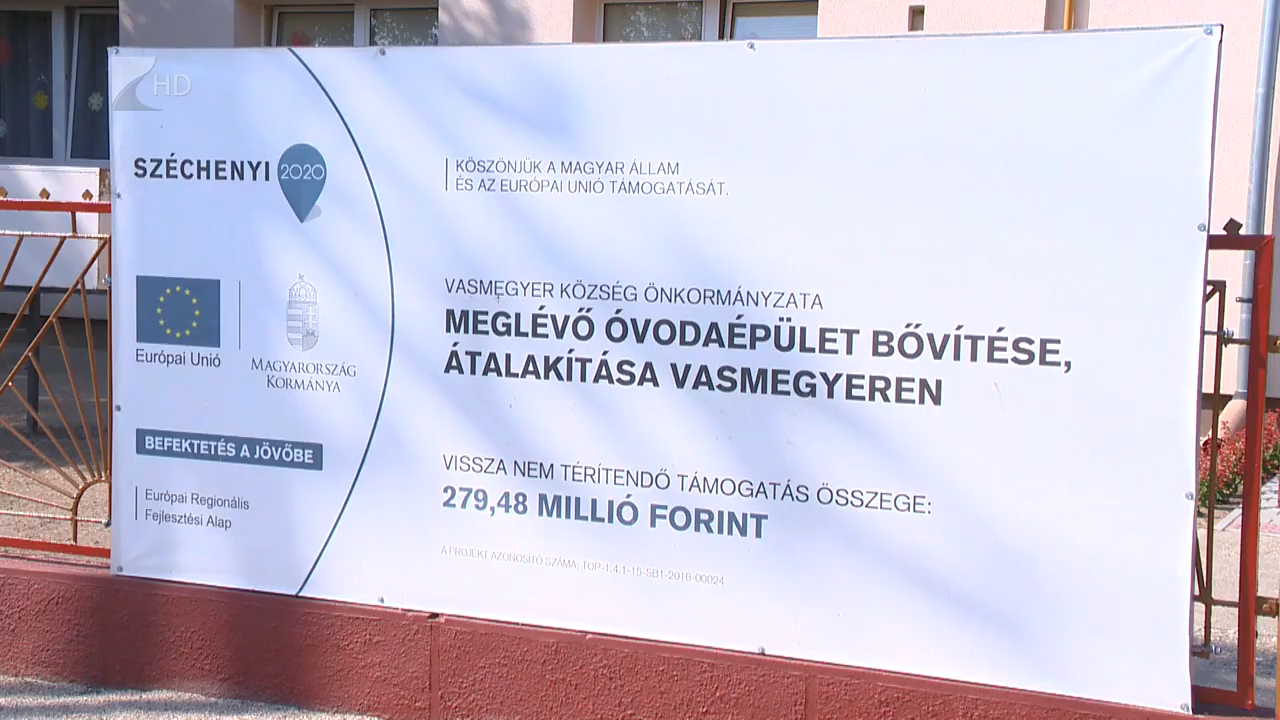 HD
SZÉCHENYI 2020
KÖSZÖNJÜK A MAGYAR ÁLLAM
ÉS AZ EURÓPAI UNIÓ TÁMOGATÁSÁT.
Európai Unió
MAGYARORSZÁG
KORMÁNYA
VASMEGYER KÖZSÉG ÖNKORMÁNYZATA
MEGLÉVŐ ÓVODAÉPÜLET BŐVÍTÉSE,
ÁTALAKÍTÁSA VASMEGYEREN
BEFEKTETÉS A JÖVŐBE
Európai Regionális
Fejlesztési Alap
VISSZA NEM TÉRÍTENDŐ TÁMOGATÁS ÖSSZEGE:
279,48 MILLIÓ FORINT
A PROJEKT AZONOSÍTÓ SZÁMA: TOP-1.4.1-15-SB1-2016-00024